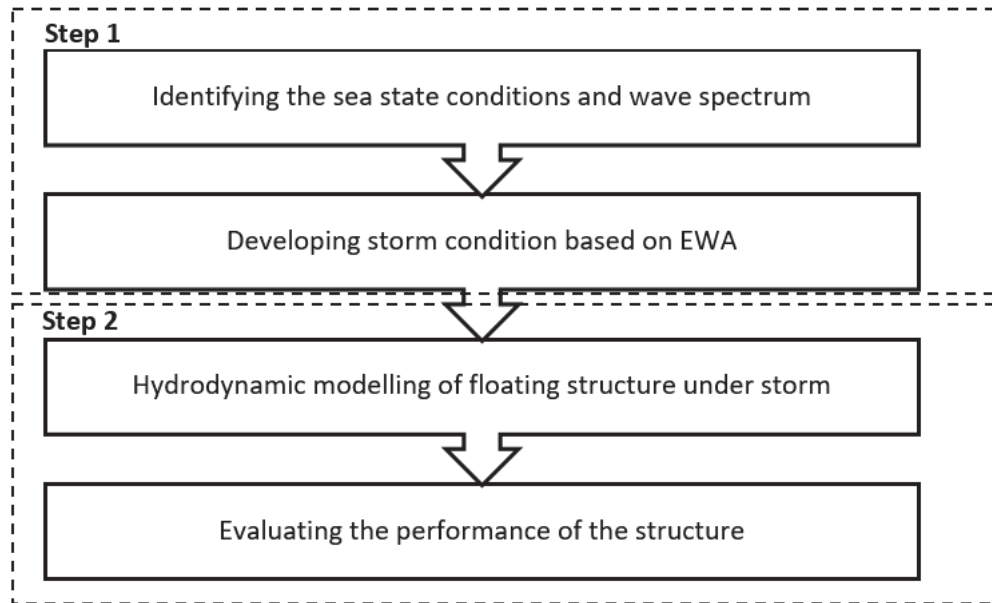 Step 1
Identifying the sea state conditions and wave spectrum
Developing storm condition based on EWA
Step 2
Hydrodynamic modelling of floating structure under storm
Evaluating the performance of the structure